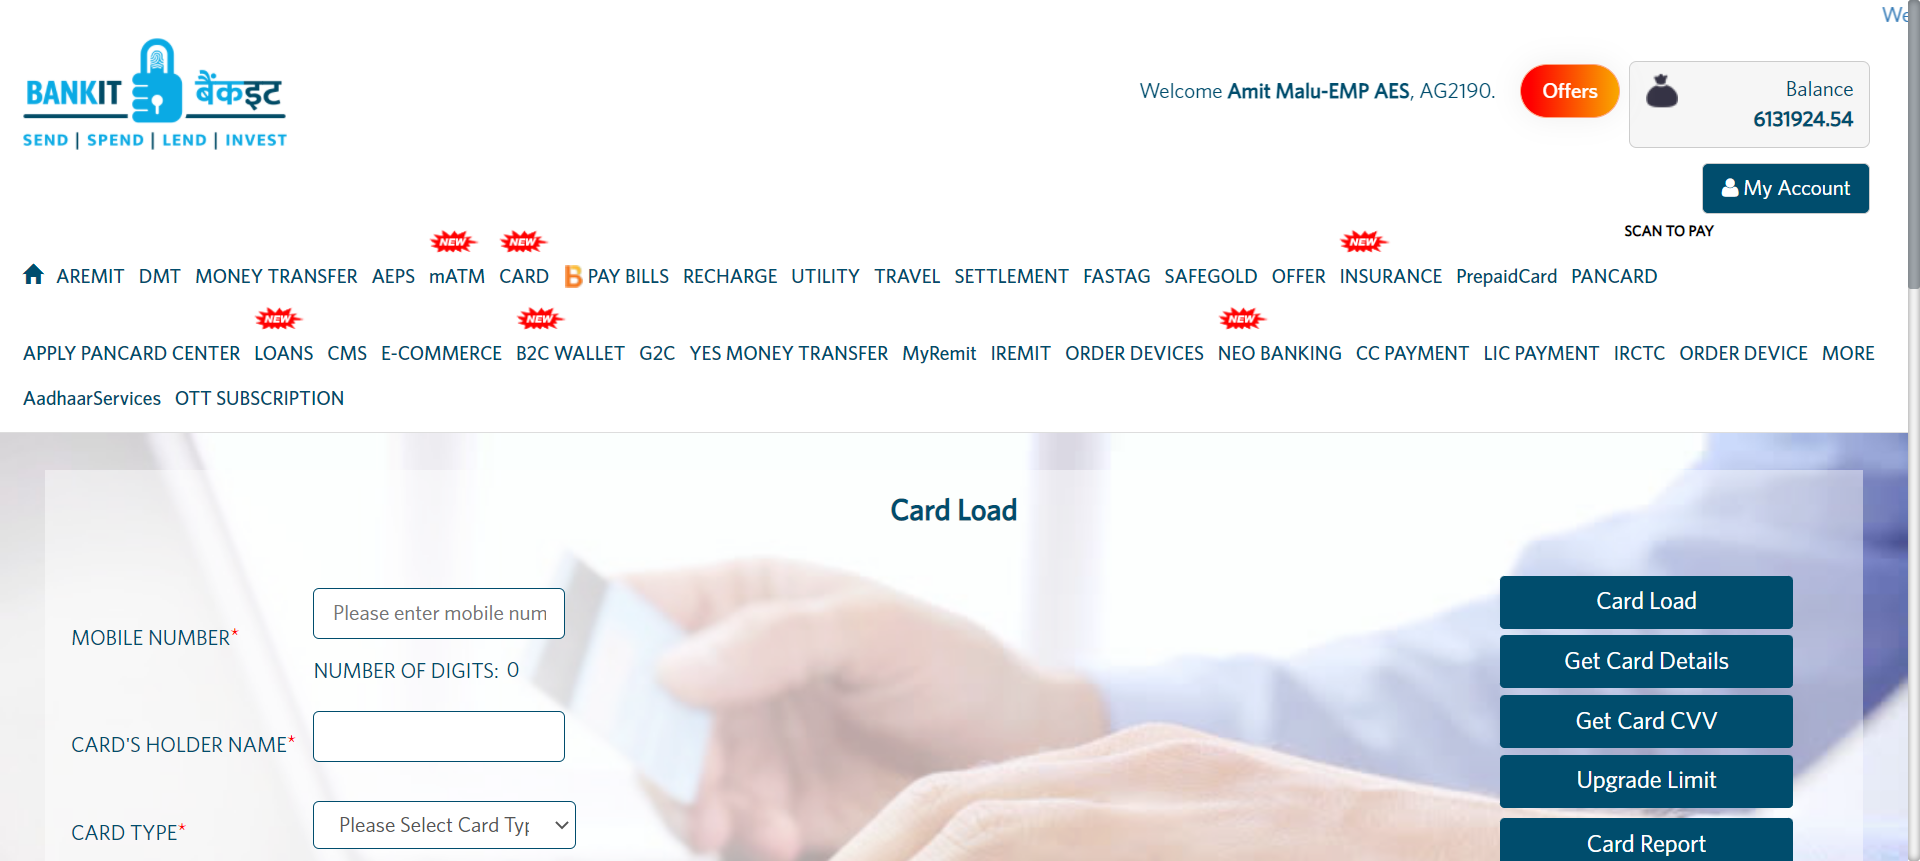 We
BANKIT बैंकइट
SEND | SPEND | LEND | INVEST
Welcome Amit Malu-EMP AES, AG2190.
Offers
Balance
6131924.54
My Account
SCAN TO PAY
NEW NEW NEW
AREMIT DMT MONEY TRANSFER AEPS mATM CARD B PAY BILLS RECHARGE UTILITY TRAVEL SETTLEMENT FASTAG SAFEGOLD OFFER INSURANCE PrepaidCard PANCARD
NEW NEW NEW
APPLY PANCARD CENTER LOANS CMS E-COMMERCE B2C WALLET G2C YES MONEY TRANSFER MyRemit IREMIT ORDER DEVICES NEO BANKING CC PAYMENT LIC PAYMENT IRCTC ORDER DEVICE MORE
AadhaarServices OTT SUBSCRIPTION
Card Load
MOBILE NUMBER*
Please enter mobile num
NUMBER OF DIGITS: 0
CARD'S HOLDER NAME*
CARD TYPE*
Please Select Card Typ
Card Load
Get Card Details
Get Card CVV
Upgrade Limit
Card Report